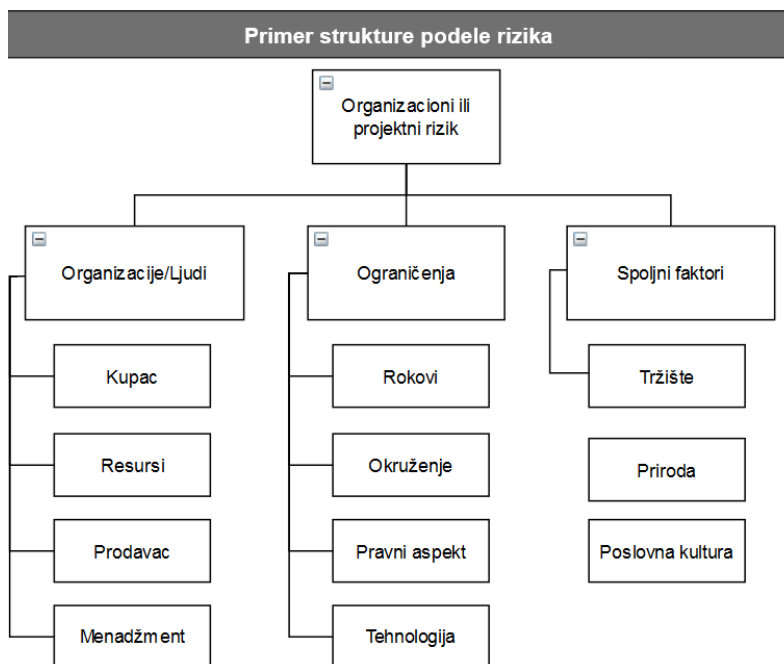 Primer strukture podele rizika
Organizacioni ili
projektni rizik
Organizacije/Ljudi
Ograničenja
Spoljni faktori
Kupac
Rokovi
Tržište
Resursi
Okruženje
Priroda
Prodavac
Pravni aspekt
Poslovna kultura
Menadžment
Tehnologija